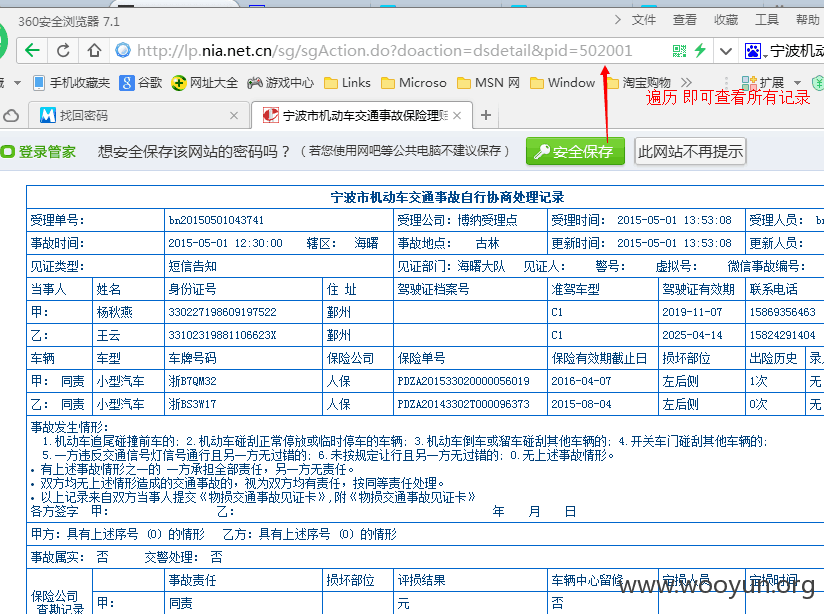 360安全浏览器 7.1 文件 查看 收藏 工具 帮助
http://lp.nia.net.cn/sg/sgAction.do?doaction=dsdetail&pid=502001 宁波机动
手机收藏夹 谷歌 网址大全 游戏中心 Links Microso MSN 网 Window 淘宝购物 扩展
遍历 即可查看所有记录
找回密码 宁波市机动车交通事故保险理赔
登录管家 想安全保存该网站的密码吗？（若您使用网吧等公共电脑不建议保存） 安全保存 此网站不再提示
宁波市机动车交通事故自行协商处理记录
受理单号： bn20150501043741 受理公司：博纳受理点 受理时间： 2015-05-01 13:53:08 受理人员： bn
事故时间： 2015-05-01 12:30:00 辖区： 海曙 事故地点： 古林 更新时间： 2015-05-01 13:53:08 更新人员：
见证类型： 短信告知 见证部门：海曙大队 见证人： 警号： 虚拟号： 微信事故编号：
当事人 姓名 身份证号 住 址 驾驶证档案号 准驾车型 驾驶证有效期 联系电话
甲： 杨秋燕 330227198609197522 鄞州 C1 2019-11-07 15869356463
乙： 王云 33102319881106623X 鄞州 C1 2025-04-14 15824291404
车辆 车型 车牌号码 保险公司 保险单号 保险有效期截止日 损坏部位 出险历史
甲： 同责 小型汽车 浙B7QM32 人保 PDZA201533020000056019 2016-04-07 左后侧 1次 无
乙： 同责 小型汽车 浙BS3W17 人保 PDZA20143302T000096373 2015-08-04 左后侧 0次 无
事故发生情形：
1.机动车追尾碰撞前车的；2.机动车碰刮正常停放或临时停车的车辆；3.机动车倒车或溜车碰刮其他车辆的；4.开关车门碰刮其他车辆的；
5.一方违反交通信号灯信号通行且另一方无过错的；6.未按规定让行且另一方无过错的；0.无上述事故情形。
• 有上述事故情形之一的 一方承担全部责任，另一方无责任。
• 双方均无上述情形造成的交通事故的，视为双方均有责任，按同等责任处理。
• 以上记录来自双方当事人提交《物损交通事故见证卡》,附《物损交通事故见证卡》
各方签字 甲： 乙： 年 月 日
甲方：具有上述序号（0）的情形 乙方：具有上述序号（0）的情形
事故属实： 否 交警处理： 否
保险公司 事故责任 损坏部位 评损结果 车辆中心留修 定损人员 定损时间
查勘记录 甲： 同责 元 否
www.wooyun.org